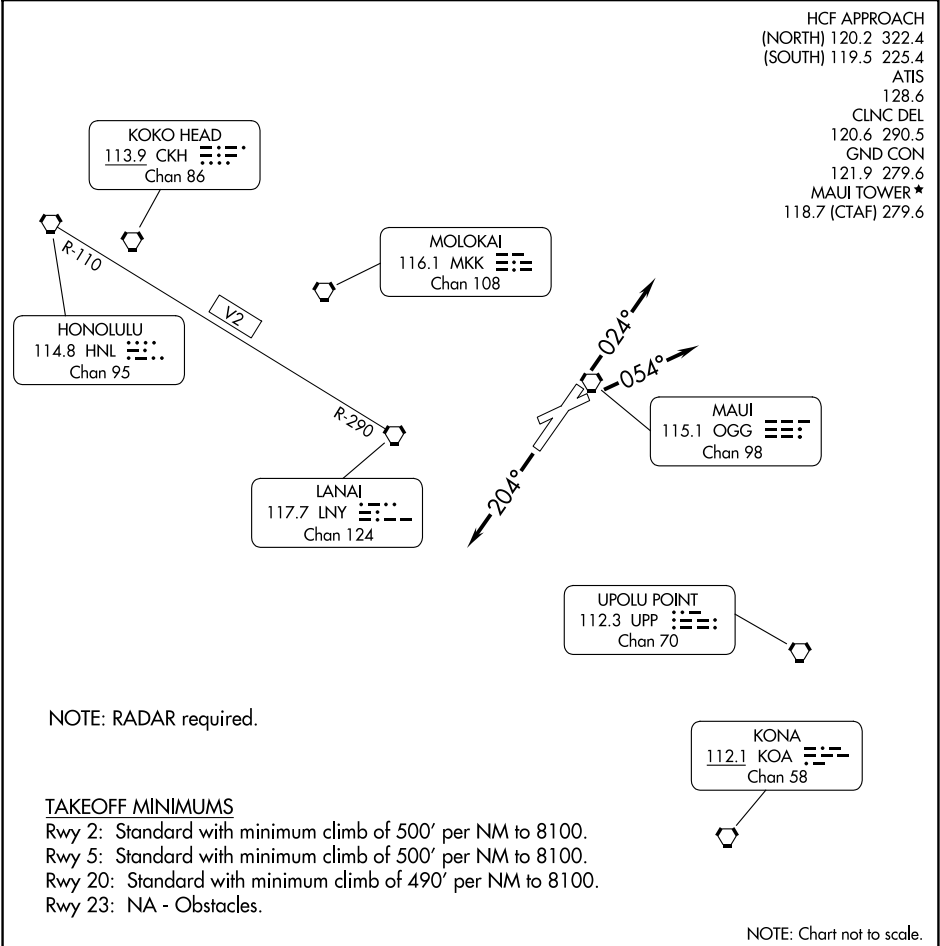 HCF APPROACH
(NORTH) 120.2 322.4
(SOUTH) 119.5 225.4
ATIS
128.6
CLNC DEL
120.6 290.5
GND CON
121.9 279.6
MAUI TOWER★
118.7 (CTAF) 279.6
KOKO HEAD
113.9 CKH
Chan 86
R-110
MOLOKAI
116.1 MKK
Chan 108
V2
HONOLULU
114.8 HNL
Chan 95
024°
054°
MAUI
115.1 OGG
Chan 98
R-290
204°
LANAI
117.7 LNY
Chan 124
UPOLU POINT
112.3 UPP
Chan 70
NOTE: RADAR required.
KONA
112.1 KOA
Chan 58
TAKEOFF MINIMUMS
Rwy 2: Standard with minimum climb of 500' per NM to 8100.
Rwy 5: Standard with minimum climb of 500' per NM to 8100.
Rwy 20: Standard with minimum climb of 490' per NM to 8100.
Rwy 23: NA - Obstacles.
NOTE: Chart not to scale.